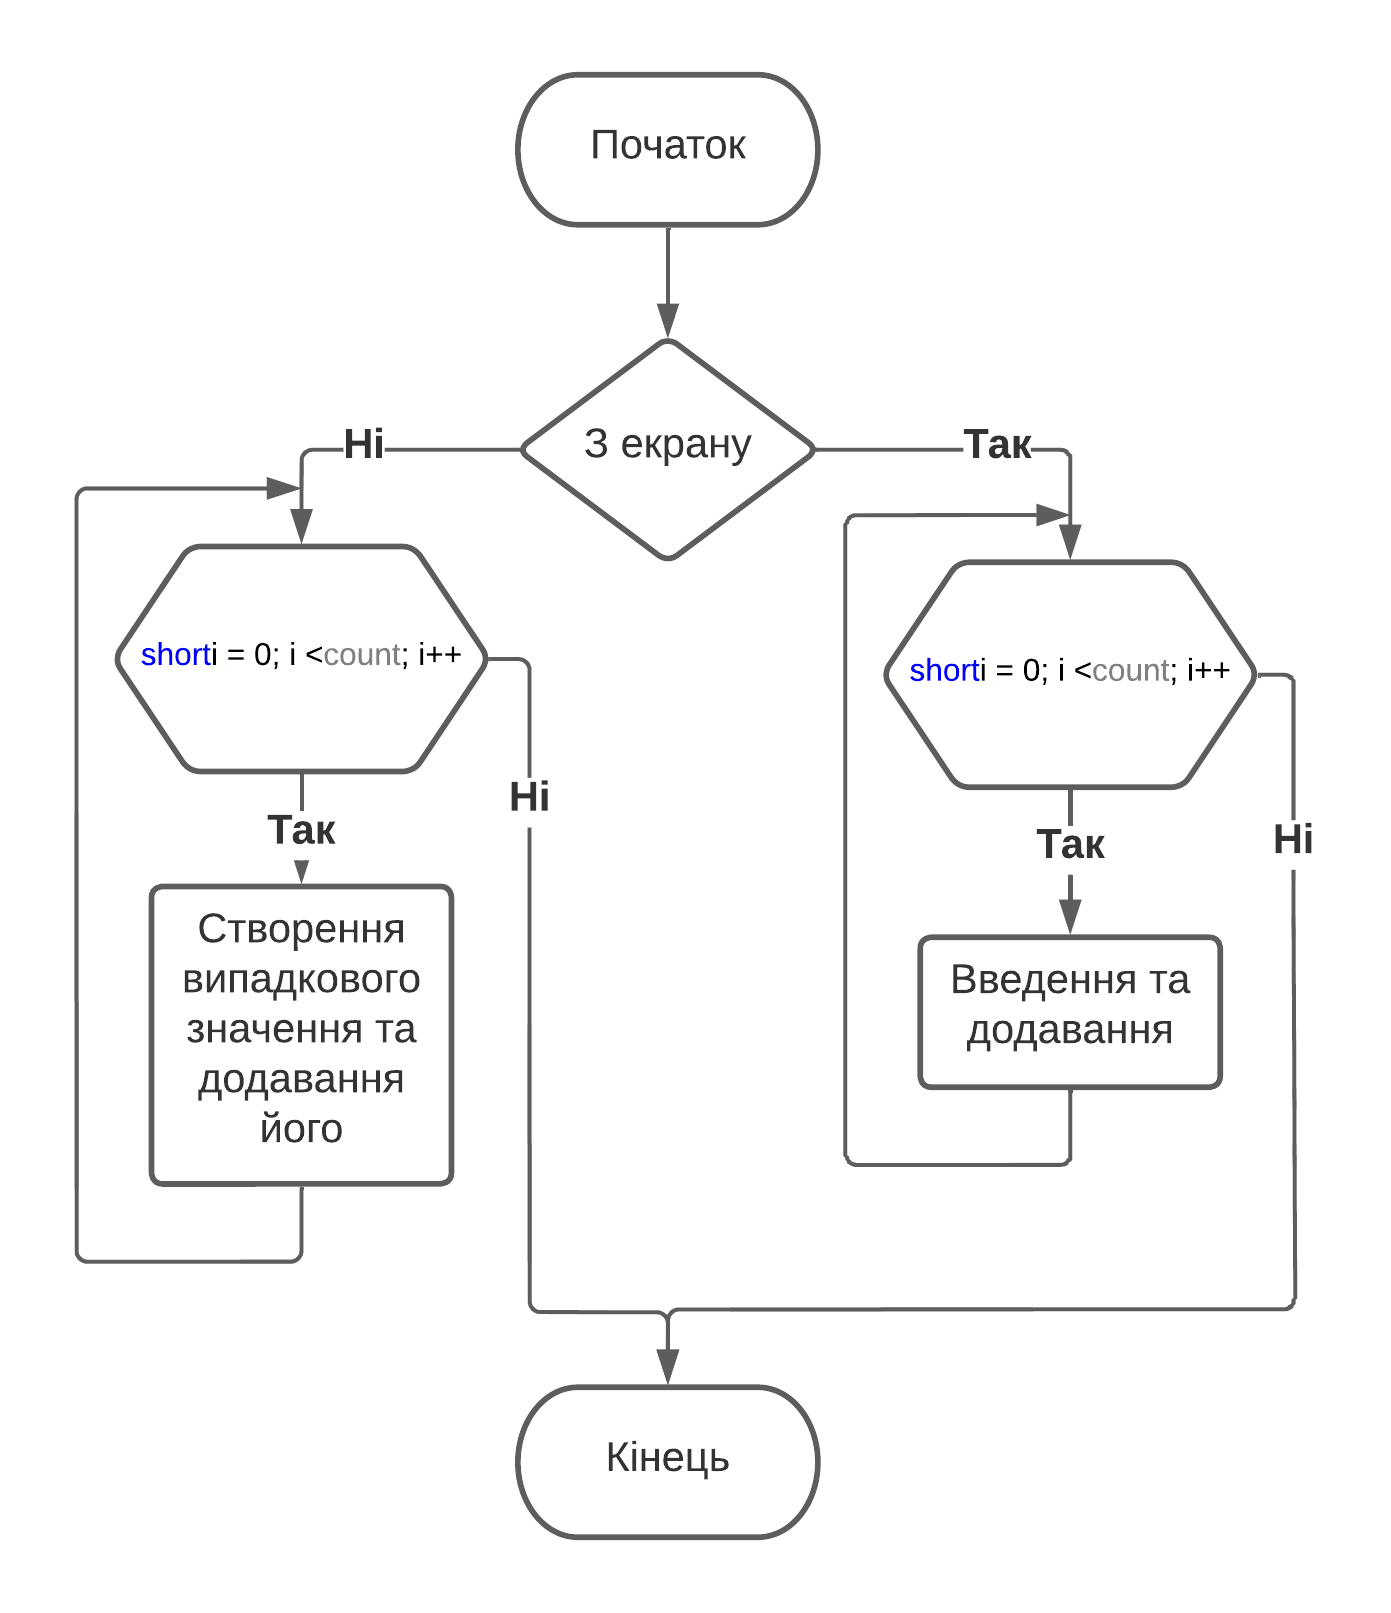 Початок
З екрану
Ні
Так
shorti = 0; i <count; i++
shorti = 0; i <count; i++
Ні
Так
Ні
Так
Створення
випадкового
значення та
додавання
його
Введення та
додавання
Кінець